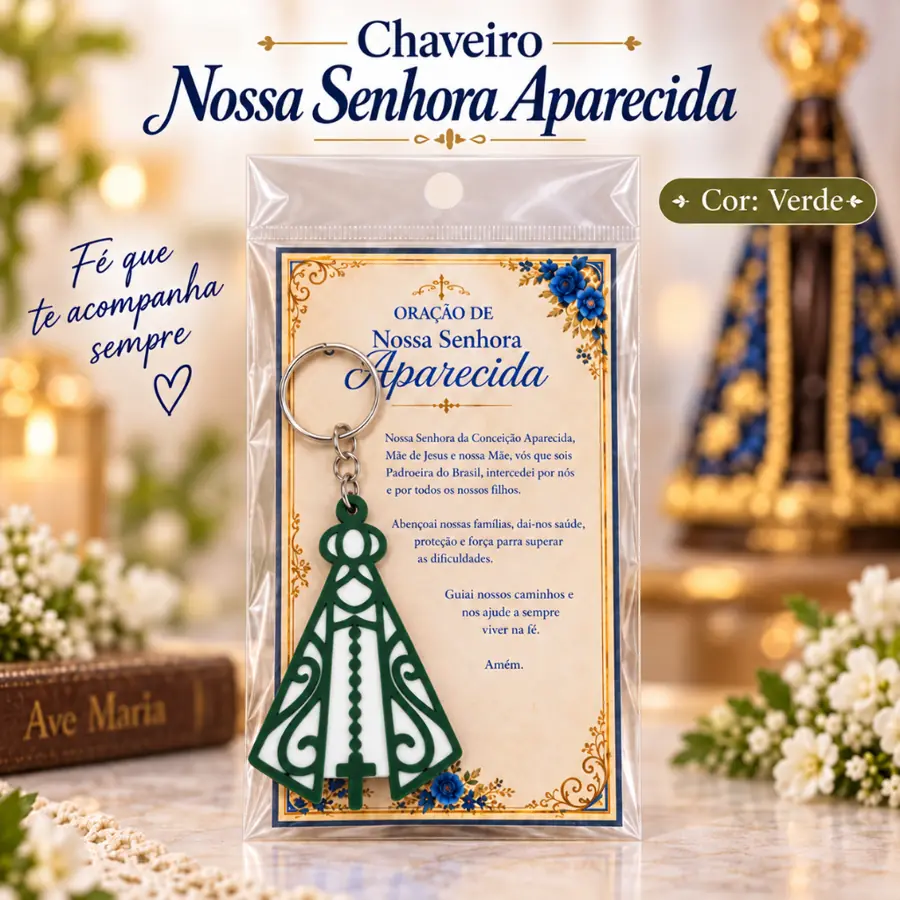 Chaveiro
Nossa Senhora Aparecida
Cor: Verde
Fé que
te acompanha
sempre
ORAÇÃO DE
Nossa Senhora
Aparecida
Nossa Senhora da Conceição Aparecida,
Mãe de Jesus e nossa Mãe, vós que sois
Padroeira do Brasil, intercedei por nós
e por todos os nossos filhos.
Abençoai nossas famílias, dai-nos saúde,
proteção e força parra superar
as dificuldades.
Guiai nossos caminhos e
nos ajude a sempre
viver na fé.
Amém.
Ave Maria